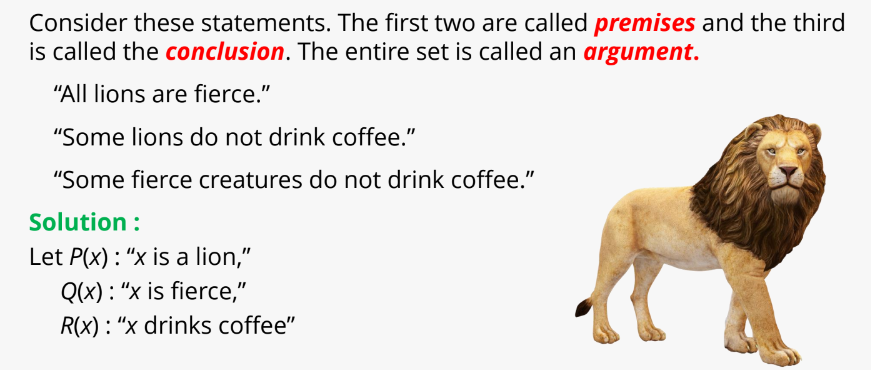 Consider these statements. The first two are called premises and the third
is called the conclusion. The entire set is called an argument.
“All lions are fierce.”
“Some lions do not drink coffee.”
“Some fierce creatures do not drink coffee.”
Solution :
Let P(x) : “x is a lion,”
Q(x) : “x is fierce,”
R(x) : “x drinks coffee”